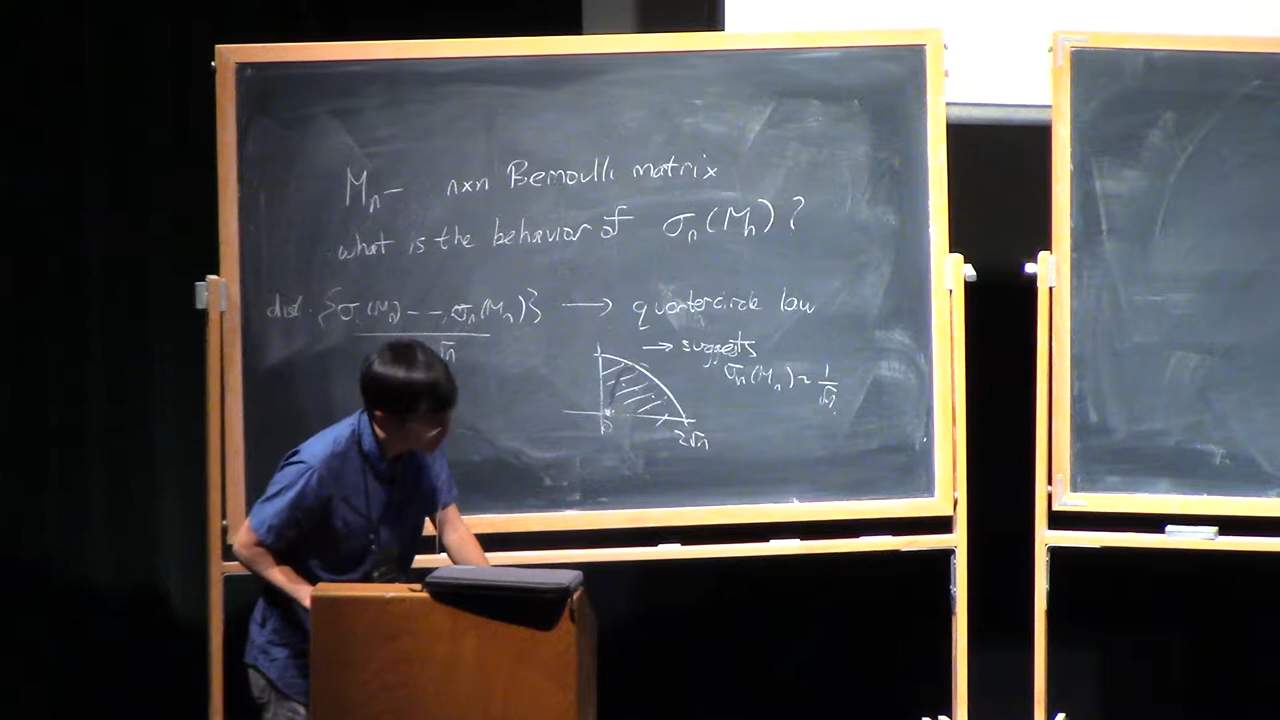 Mₙ – n×n Bernoulli matrix
what is the behavior of σₙ(Mₙ)?
dist. {σ₁(Mₙ) - - , σₙ(Mₙ)} → quartercircle law
√n
→ suggests
σₙ(Mₙ) ~ 1/√n
0
2√n